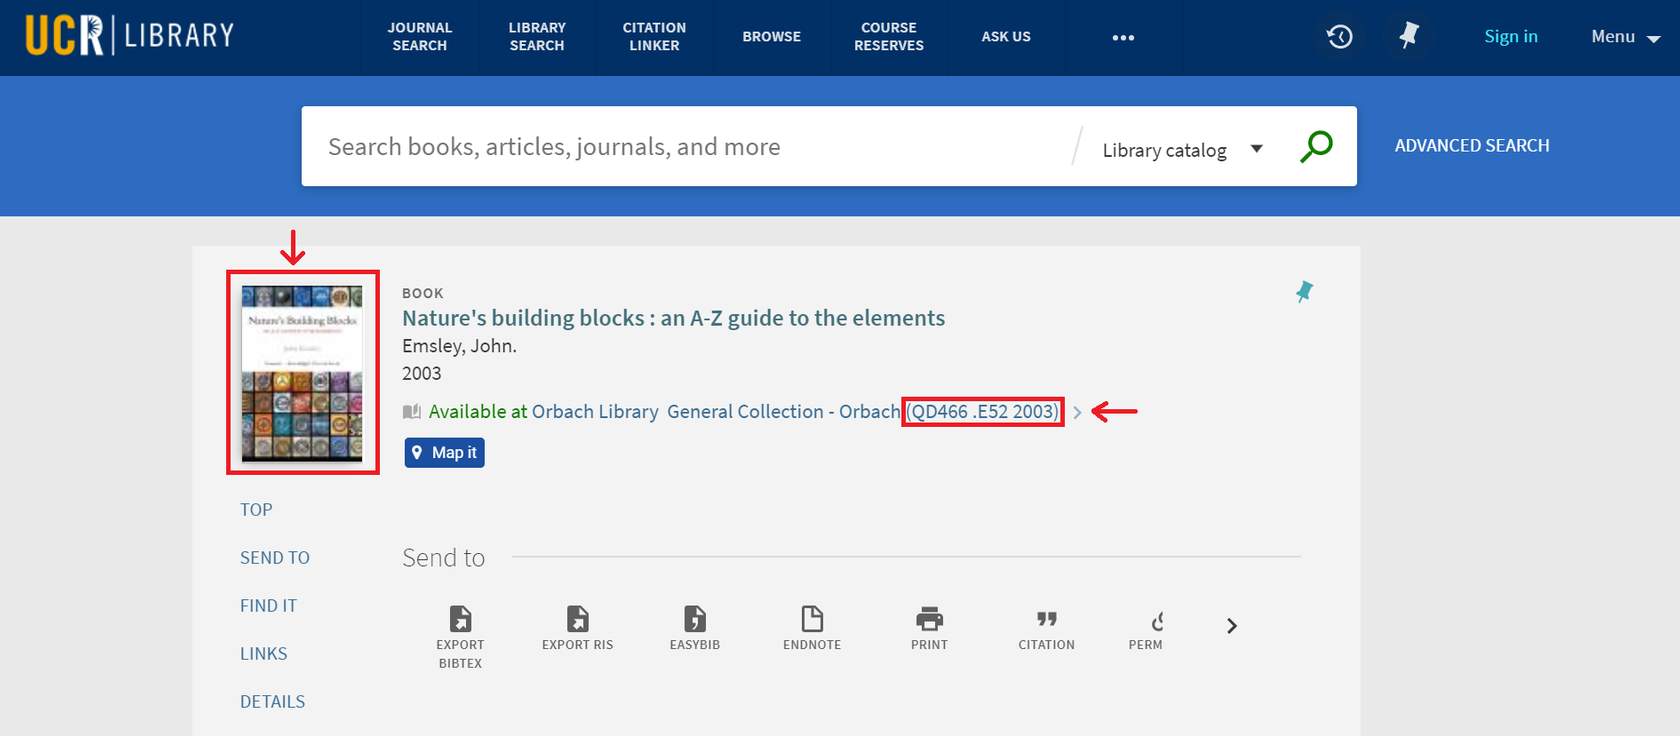 UCR LIBRARY
JOURNAL
SEARCH
LIBRARY
SEARCH
CITATION
LINKER
BROWSE
COURSE
RESERVES
ASK US
Sign in
Menu
Search books, articles, journals, and more
Library catalog
ADVANCED SEARCH
Nature's Building Blocks
BOOK
Nature's building blocks : an A-Z guide to the elements
Emsley, John.
2003
Available at Orbach Library General Collection - Orbach (QD466 .E52 2003)
Map it
TOP
SEND TO
FIND IT
LINKS
DETAILS
Send to
EXPORT
BIBTEX
EXPORT RIS
EASYBIB
ENDNOTE
PRINT
CITATION
PERM